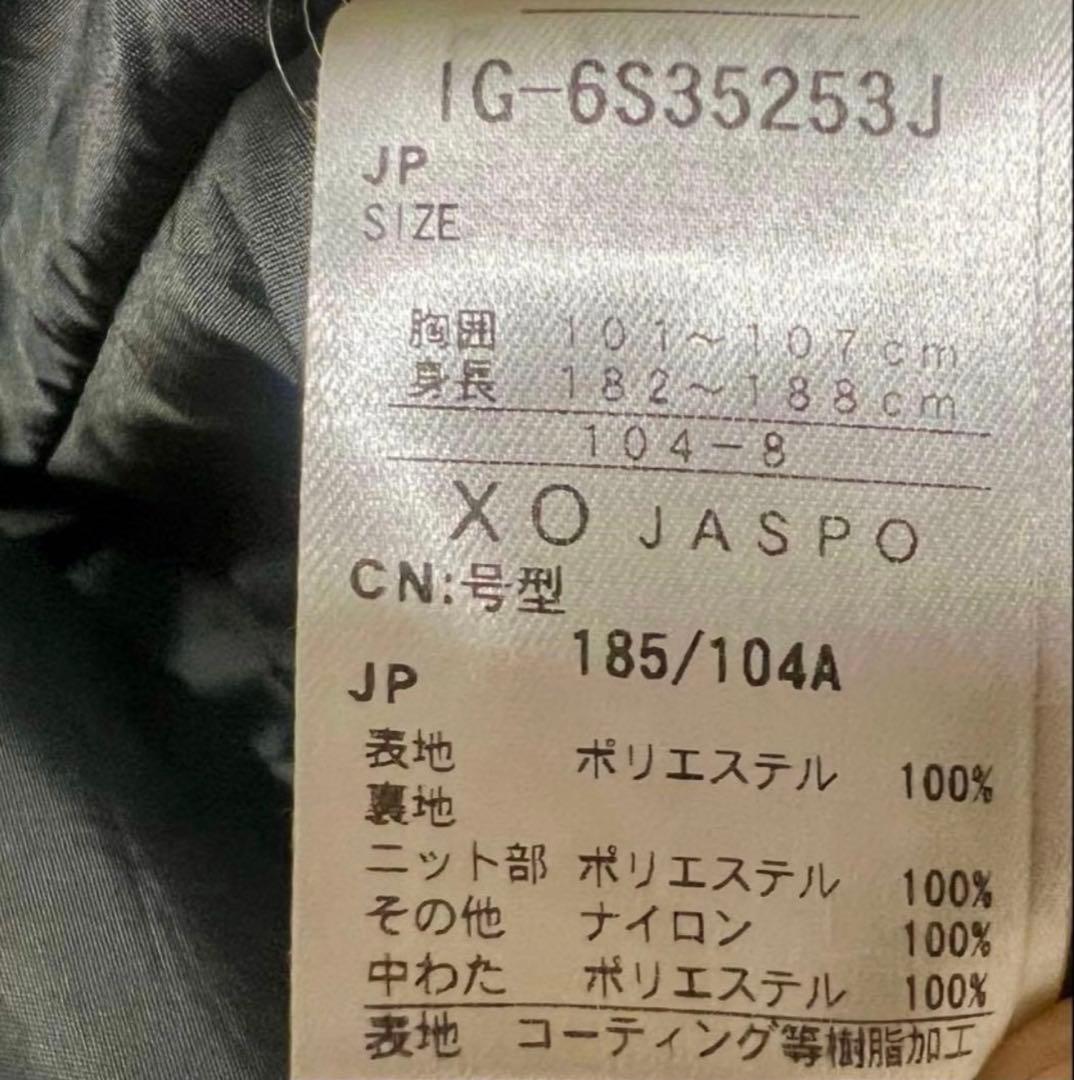 IG-6S35253J
JP
SIZE
胸囲 101~107cm
身長 182~188cm
104-8
XO JASPO
CN:号型
185/104A
JP
表地 ポリエステル 100%
裏地
ニット部 ポリエステル 100%
その他 ナイロン 100%
中わた ポリエステル 100%
表地 コーティング等樹脂加工